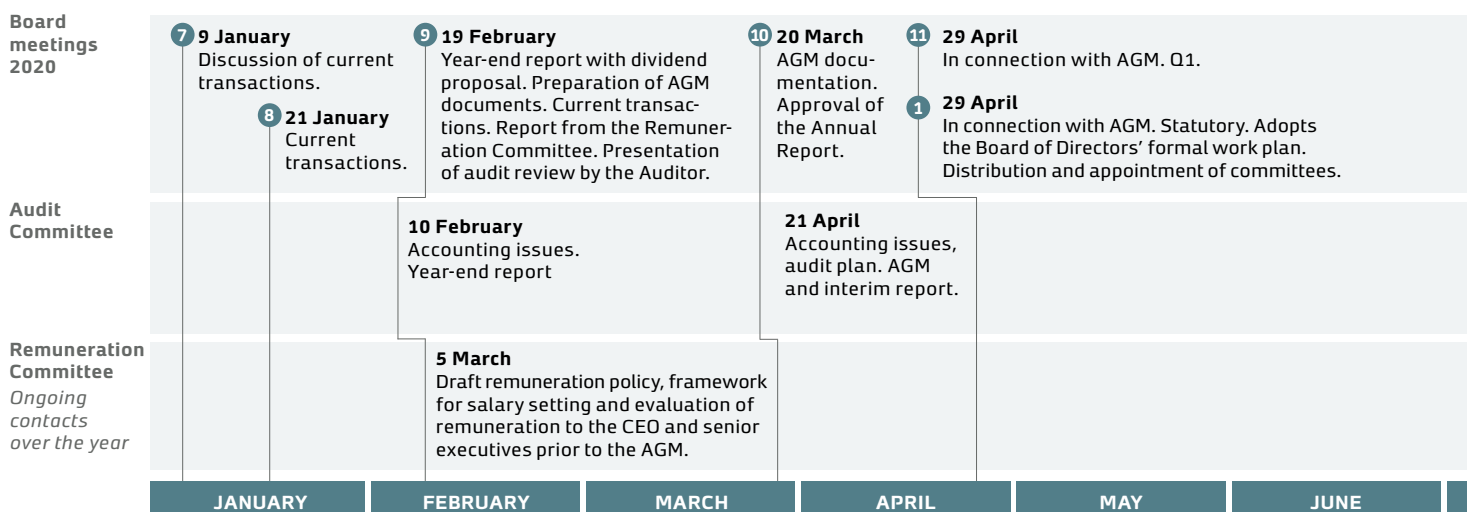 Board
meetings
2020
7 9 January
Discussion of current
transactions.
8 21 January
Current
transactions.
9 19 February
Year-end report with dividend
proposal. Preparation of AGM
documents. Current transac-
tions. Report from the Remuner-
ation Committee. Presentation
of audit review by the Auditor.
10 20 March
AGM docu-
mentation.
Approval of
the Annual
Report.
11 29 April
In connection with AGM. Q1.
1 29 April
In connection with AGM. Statutory. Adopts
the Board of Directors' formal work plan.
Distribution and appointment of committees.
Audit
Committee
10 February
Accounting issues.
Year-end report
21 April
Accounting issues,
audit plan. AGM
and interim report.
Remuneration
Committee
Ongoing
contacts
over the year
5 March
Draft remuneration policy, framework
for salary setting and evaluation of
remuneration to the CEO and senior
executives prior to the AGM.
JANUARY FEBRUARY MARCH APRIL MAY JUNE